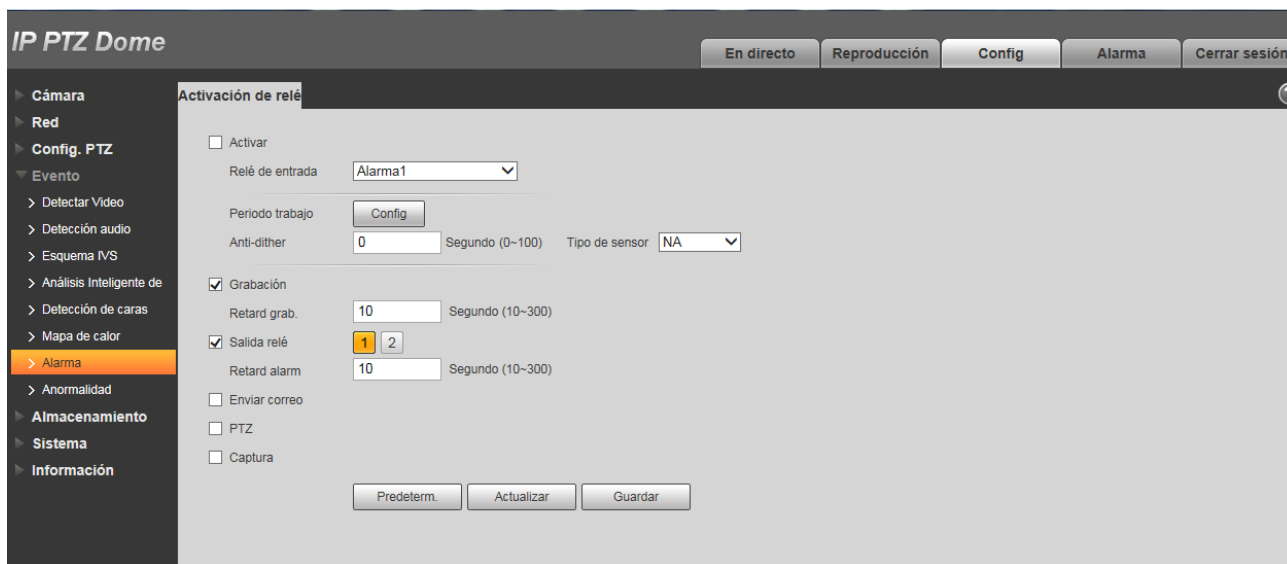 IP PTZ Dome
En directo
Reproducción
Config
Alarma
Cerrar sesión
Cámara
Red
Config. PTZ
Evento
Detectar Video
Detección audio
Esquema IVS
Análisis Inteligente de
Detección de caras
Mapa de calor
Alarma
Anormalidad
Almacenamiento
Sistema
Información
Activación de relé
Activar
Relé de entrada Alarma1
Periodo trabajo Config
Anti-dither 0 Segundo (0~100) Tipo de sensor NA
Grabación
Retard grab. 10 Segundo (10~300)
Salida relé 1 2
Retard alarm 10 Segundo (10~300)
Enviar correo
PTZ
Captura
Predeterm. Actualizar Guardar